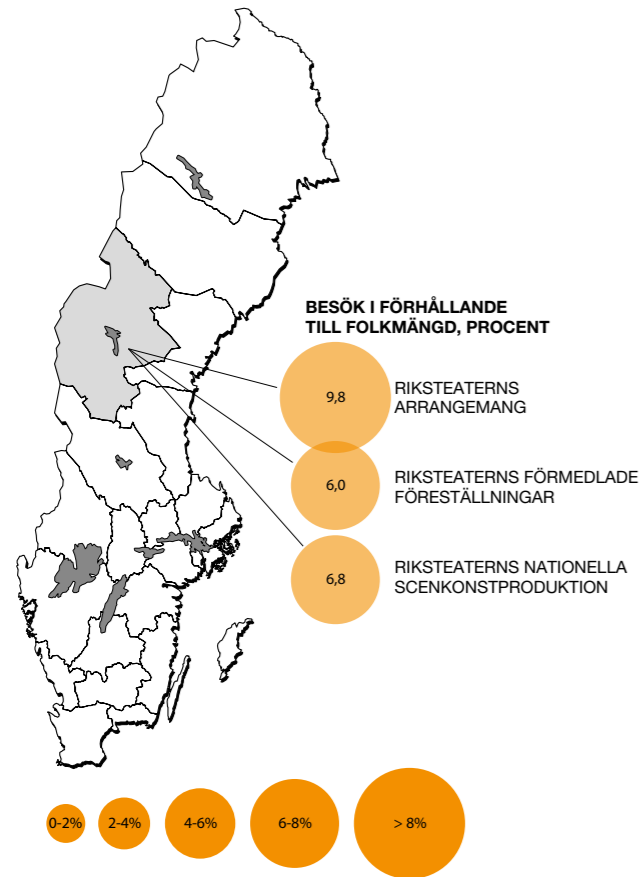 BESÖK I FÖRHÅLLANDE
TILL FOLKMÄNGD, PROCENT
9,8
RIKSTEATERNS
ARRANGEMANG
6,0
RIKSTEATERNS FÖRMEDLADE
FÖRESTÄLLNINGAR
6,8
RIKSTEATERNS NATIONELLA
SCENKONSTPRODUKTION
0-2%
2-4%
4-6%
6-8%
> 8%